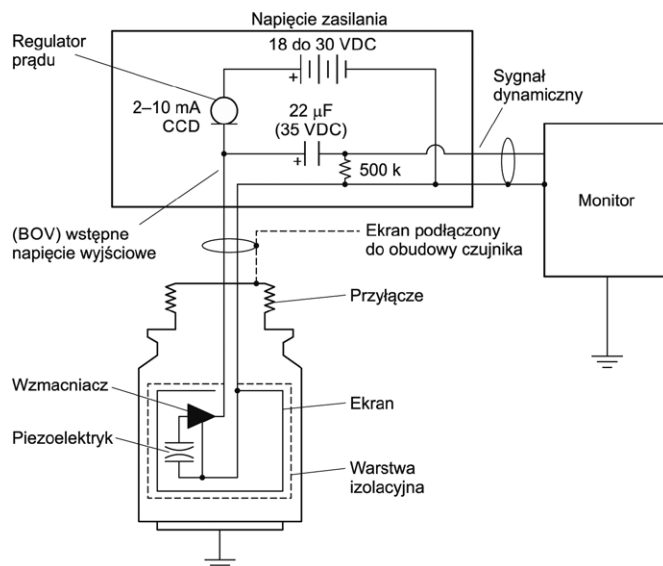 Napięcie zasilania
Regulator
prądu
18 do 30 VDC
+
2–10 mA
CCD
22 µF
(35 VDC)
+
Sygnał
dynamiczny
500 k
Monitor
(BOV) wstępne
napięcie wyjściowe
Ekran podłączony
do obudowy czujnika
Przyłącze
Wzmacniacz
Ekran
Piezoelektryk
Warstwa
izolacyjna